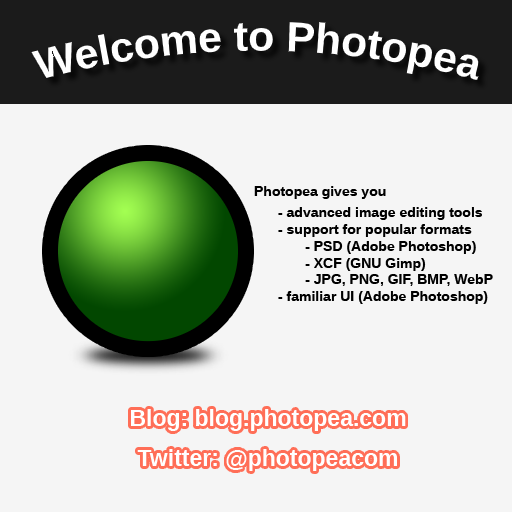 Welcome to Photopea
Photopea gives you
- advanced image editing tools
- support for popular formats
- PSD (Adobe Photoshop)
- XCF (GNU Gimp)
- JPG, PNG, GIF, BMP, WebP
- familiar UI (Adobe Photoshop)
Blog: blog.photopea.com
Twitter: @photopeacom